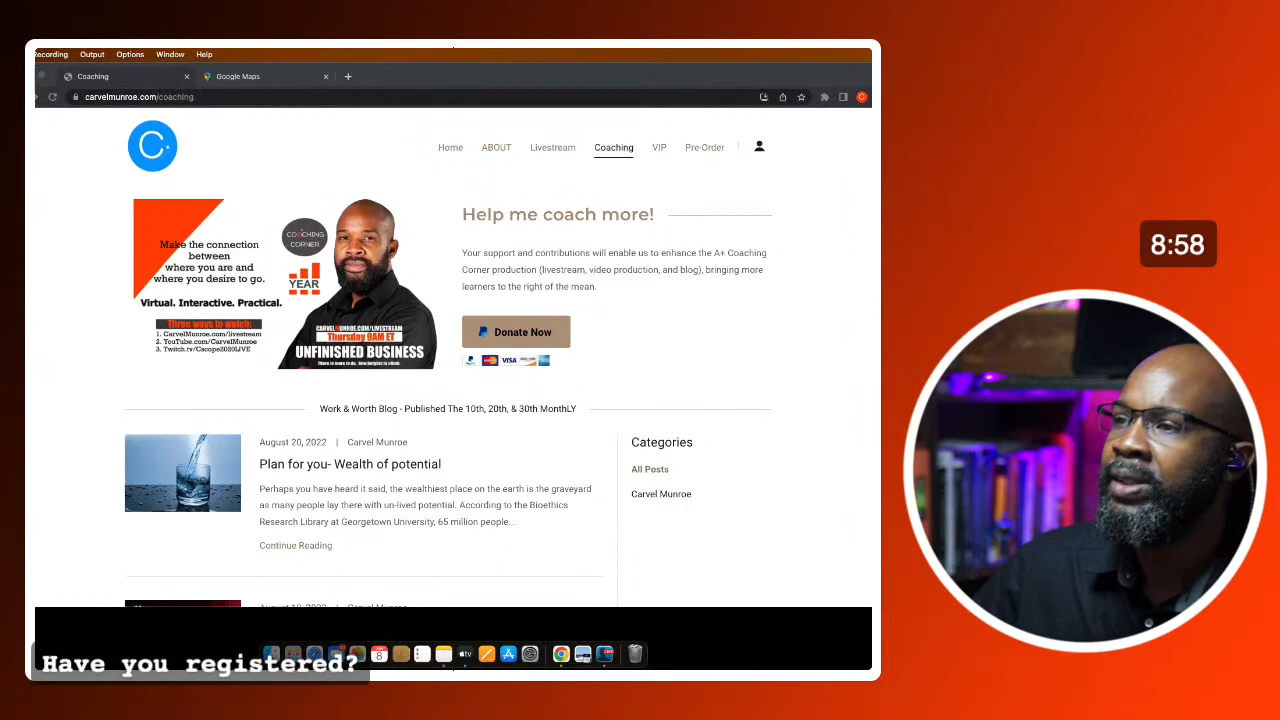 Recording Output Options Window Help
Coaching
Google Maps
carvelmunroe.com/coaching
C
Home ABOUT Livestream Coaching VIP Pre-Order
Make the connection
between
where you are and
where you desire to go.
Virtual. Interactive. Practical.
Three ways to watch:
1. CarvelMunroe.com/livestream
2. YouTube.com/CarvelMunroe
3. Twitch.tv/Cscope2020LIVE
COACHING
CORNER
YEAR
CARVELMUNROE.COM/LIVESTREAM
Thursday 9AM ET
UNFINISHED BUSINESS
Help me coach more!
Your support and contributions will enable us to enhance the A+ Coaching
Corner production (livestream, video production, and blog), bringing more
learners to the right of the mean.
Donate Now
VISA
Work & Worth Blog - Published The 10th, 20th, & 30th MonthLY
August 20, 2022 | Carvel Munroe
Plan for you- Wealth of potential
Perhaps you have heard it said, the wealthiest place on the earth is the graveyard
as many people lay there with un-lived potential. According to the Bioethics
Research Library at Georgetown University, 65 million people...
Continue Reading
Categories
All Posts
Carvel Munroe
8:58
Have you registered?
8
tv